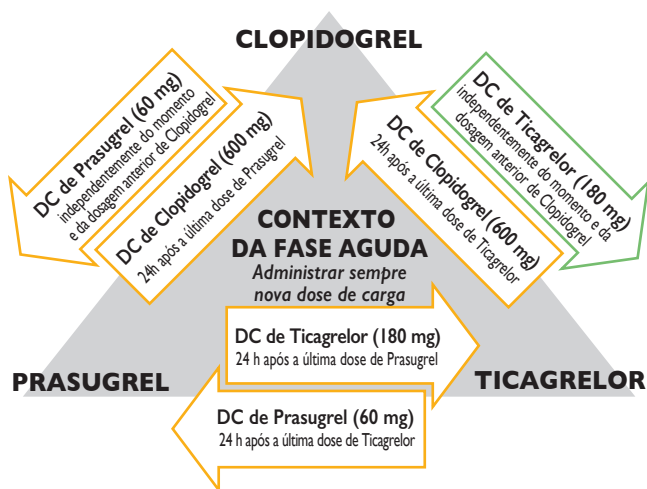 CLOPIDOGREL
DC de Prasugrel (60 mg)
independentemente do momento
e da dosagem anterior de Clopidogrel
DC de Clopidogrel (600 mg)
24h após a última dose de Prasugrel
DC de Ticagrelor (180 mg)
independentemente do momento e da
dosagem anterior de Clopidogrel
DC de Clopidogrel (600 mg)
24h após a última dose de Ticagrelor
CONTEXTO
DA FASE AGUDA
Administrar sempre
nova dose de carga
DC de Ticagrelor (180 mg)
24 h após a última dose de Prasugrel
PRASUGREL
TICAGRELOR
DC de Prasugrel (60 mg)
24 h após a última dose de Ticagrelor